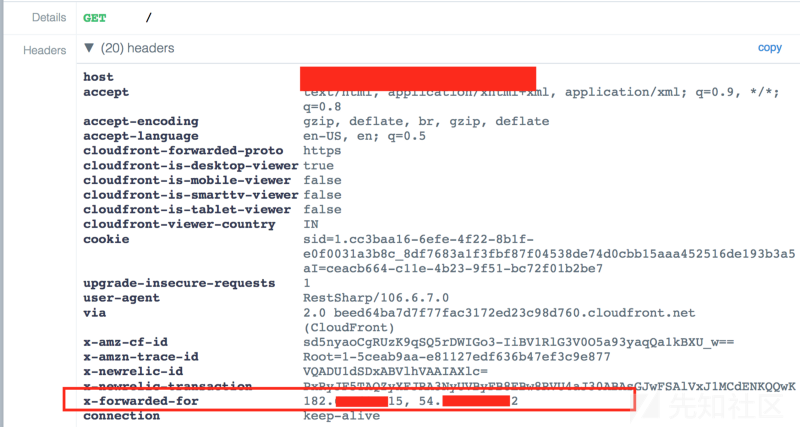 Details GET /
Headers ▼ (20) headers copy
host
accept text/html, application/xhtml+xml, application/xml; q=0.9, */*;
q=0.8
accept-encoding gzip, deflate, br, gzip, deflate
accept-language en-US, en; q=0.5
cloudfront-forwarded-proto https
cloudfront-is-desktop-viewer true
cloudfront-is-mobile-viewer false
cloudfront-is-smarttv-viewer false
cloudfront-is-tablet-viewer false
cloudfront-viewer-country IN
cookie sid=1.cc3baa16-6efe-4f22-8b1f-
e0f0031a3b8c_8df7683a1f3fbf87f04538de74d0cbb15aaa452516de193b3a5
aI=ceacb664-c11e-4b23-9f51-bc72f01b2be7
upgrade-insecure-requests 1
user-agent RestSharp/106.6.7.0
via 2.0 beed64ba7d7f77fac3172ed23c98d760.cloudfront.net
(CloudFront)
x-amz-cf-id sd5nyaoCgRUzK9qSQ5rDWIGo3-IiBV1RlG3V0O5a93yaqQa1kBXU_w==
x-amzn-trace-id Root=1-5ceab9aa-e81127edf636b47ef3c9e877
x-newrelic-id VQADU1dSDxABVlhVAAIAXlc=
x-newrelic-transaction
x-forwarded-for 182. 15, 54. 2
connection keep-alive
先知社区